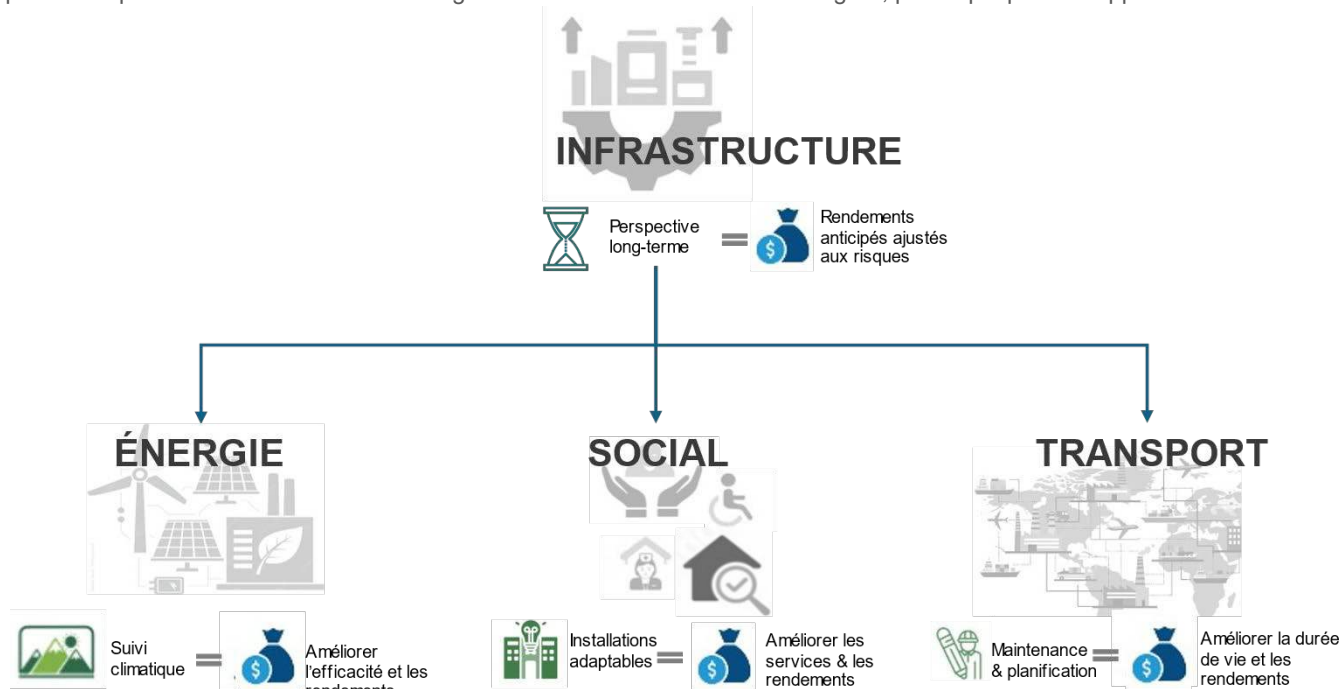 INFRASTRUCTURE
Perspective
long-terme
=
Rendements
anticipés ajustés
aux risques
ÉNERGIE
SOCIAL
TRANSPORT
Suivi
climatique
=
Améliorer
l'efficacité et les
rendements
Installations
adaptables
=
Améliorer les
services & les
rendements
Maintenance
& planification
=
Améliorer la durée
de vie et les
rendements